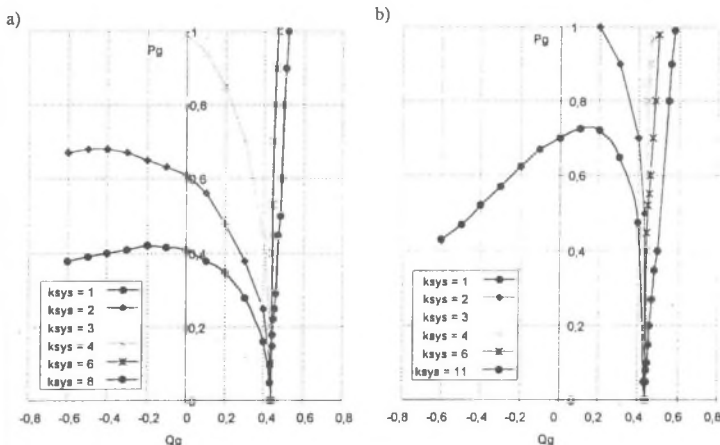 a)
Pg
1
0,8
0,6
0,4
0,2
0
ksys = 1
ksys = 2
ksys = 3
ksys = 4
ksys = 6
ksys = 8
-0,8 -0,6 -0,4 -0,2 0 0,2 0,4 0,6 0,8
Qg
b)
Pg
1
0,8
0,6
0,4
0,2
0
ksys = 1
ksys = 2
ksys = 3
ksys = 4
ksys = 6
ksys = 11
-0,8 -0,6 -0,4 -0,2 0 0,2 0,4 0,6 0,8
Qg